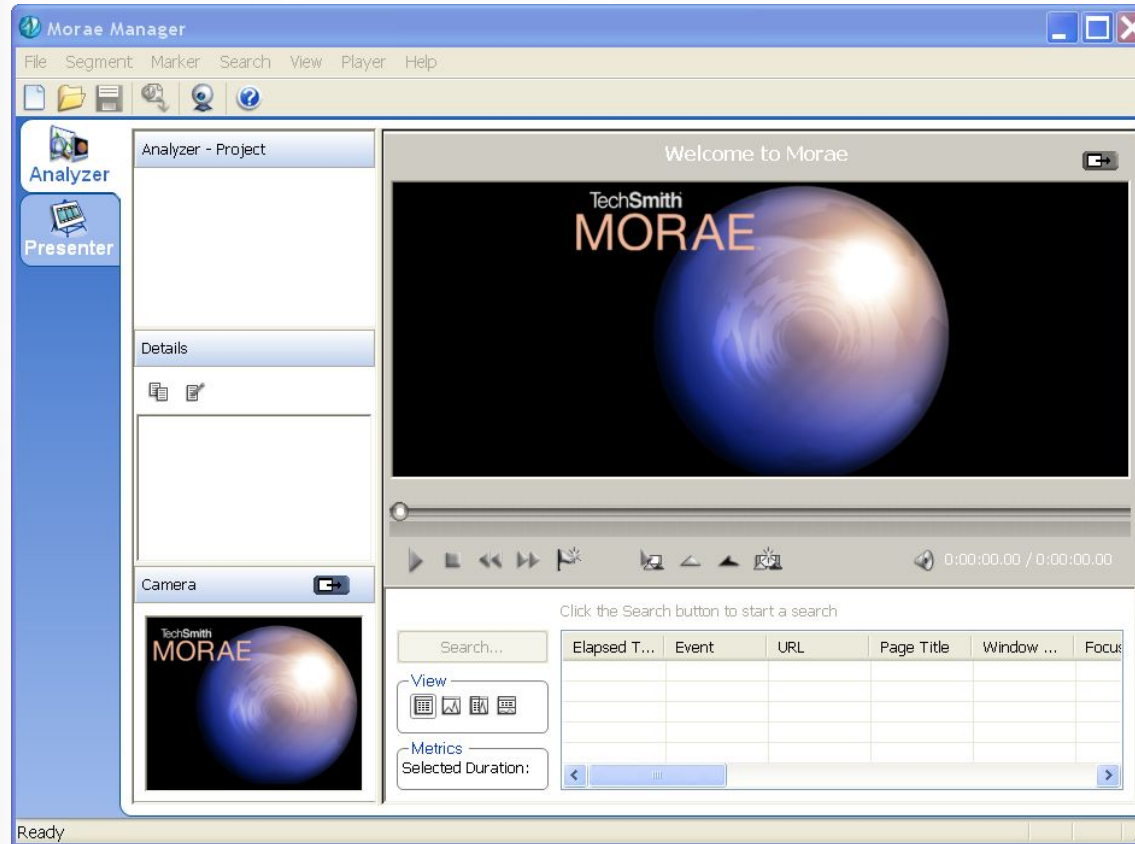 Morae Manager
File Segment Marker Search View Player Help
Analyzer
Presenter
Analyzer - Project
Details
Camera
TechSmith
MORAE
Welcome to Morae
TechSmith
MORAE
0:00:00.00 / 0:00:00.00
Click the Search button to start a search
Search...
Elapsed T... Event URL Page Title Window ... Focus
View
Metrics
Selected Duration:
Ready